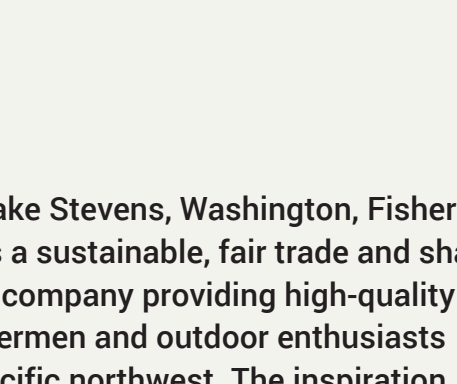 ake Stevens, Washington, Fisher
s a sustainable, fair trade and sha
company providing high-quality
ermen and outdoor enthusiasts
cific northwest. The inspiration